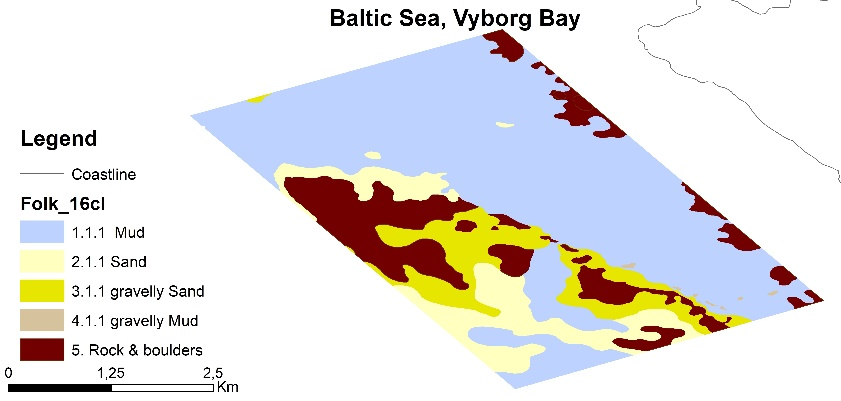 Baltic Sea, Vyborg Bay
Legend
Coastline
Folk_16cl
1.1.1 Mud
2.1.1 Sand
3.1.1 gravelly Sand
4.1.1 gravelly Mud
5. Rock & boulders
0 1,25 2,5
Km